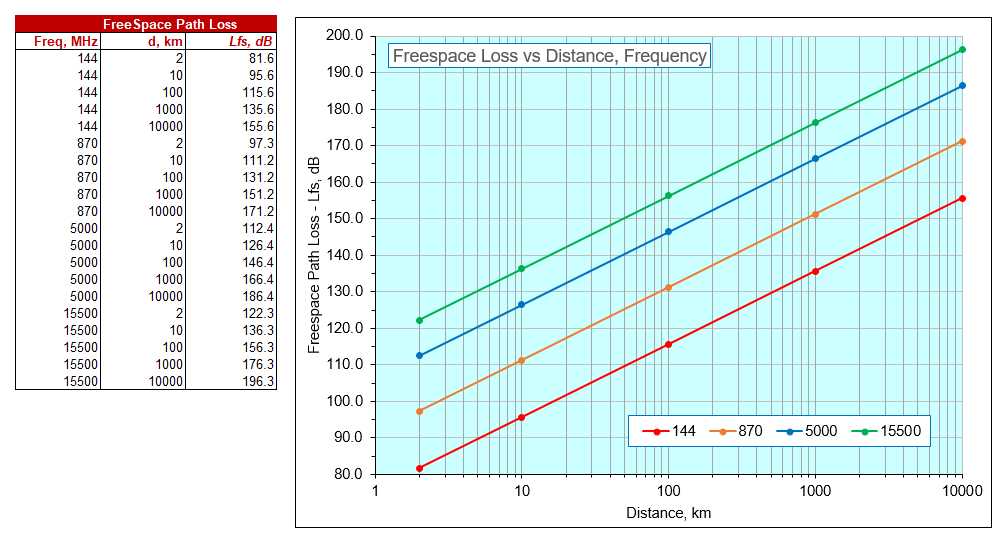 FreeSpace Path Loss
Freq, MHz d, km Lfs, dB
144 2 81.6
144 10 95.6
144 100 115.6
144 1000 135.6
144 10000 155.6
870 2 97.3
870 10 111.2
870 100 131.2
870 1000 151.2
870 10000 171.2
5000 2 112.4
5000 10 126.4
5000 100 146.4
5000 1000 166.4
5000 10000 186.4
15500 2 122.3
15500 10 136.3
15500 100 156.3
15500 1000 176.3
15500 10000 196.3
Freespace Loss vs Distance, Frequency
Freespace Path Loss - Lfs, dB
200.0
190.0
180.0
170.0
160.0
150.0
140.0
130.0
120.0
110.0
100.0
90.0
80.0
144 870 5000 15500
1 10 100 1000 10000
Distance, km